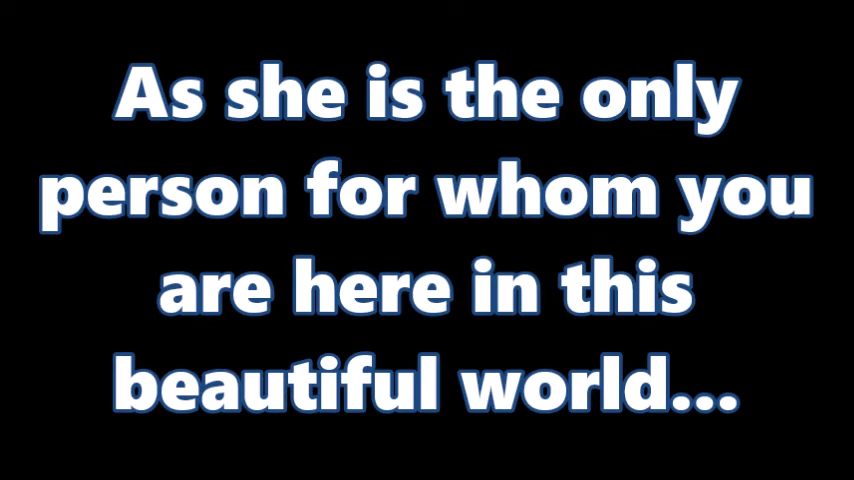 As she is the only
person for whom you
are here in this
beautiful world...